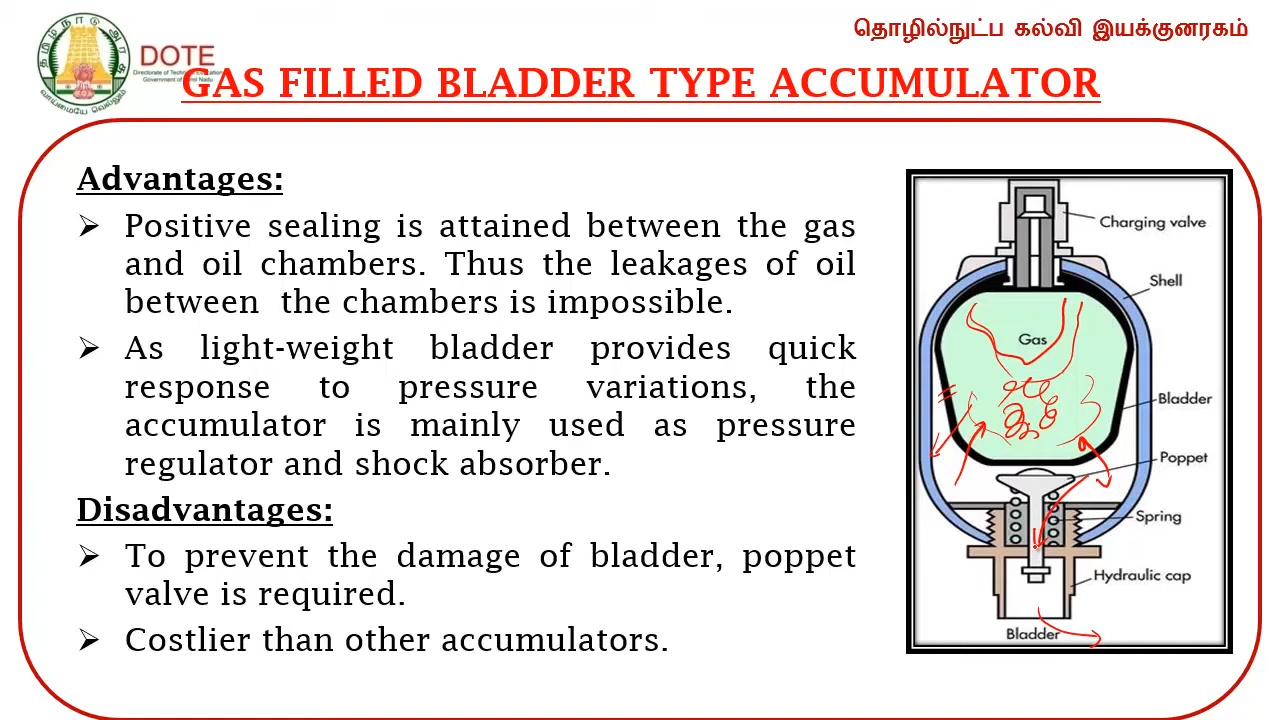 தொழில்நுட்ப கல்வி இயக்குனரகம்
DOTE
Directorate of Technical Education
Government of Tamil Nadu
தமிழ்நாடு அரசு
வாய்மையே வெல்லும்
GAS FILLED BLADDER TYPE ACCUMULATOR
Advantages:
➢ Positive sealing is attained between the gas
and oil chambers. Thus the leakages of oil
between the chambers is impossible.
➢ As light-weight bladder provides quick
response to pressure variations, the
accumulator is mainly used as pressure
regulator and shock absorber.
Disadvantages:
➢ To prevent the damage of bladder, poppet
valve is required.
➢ Costlier than other accumulators.
Charging valve
Shell
Gas
Bladder
Poppet
Spring
Hydraulic cap
Bladder